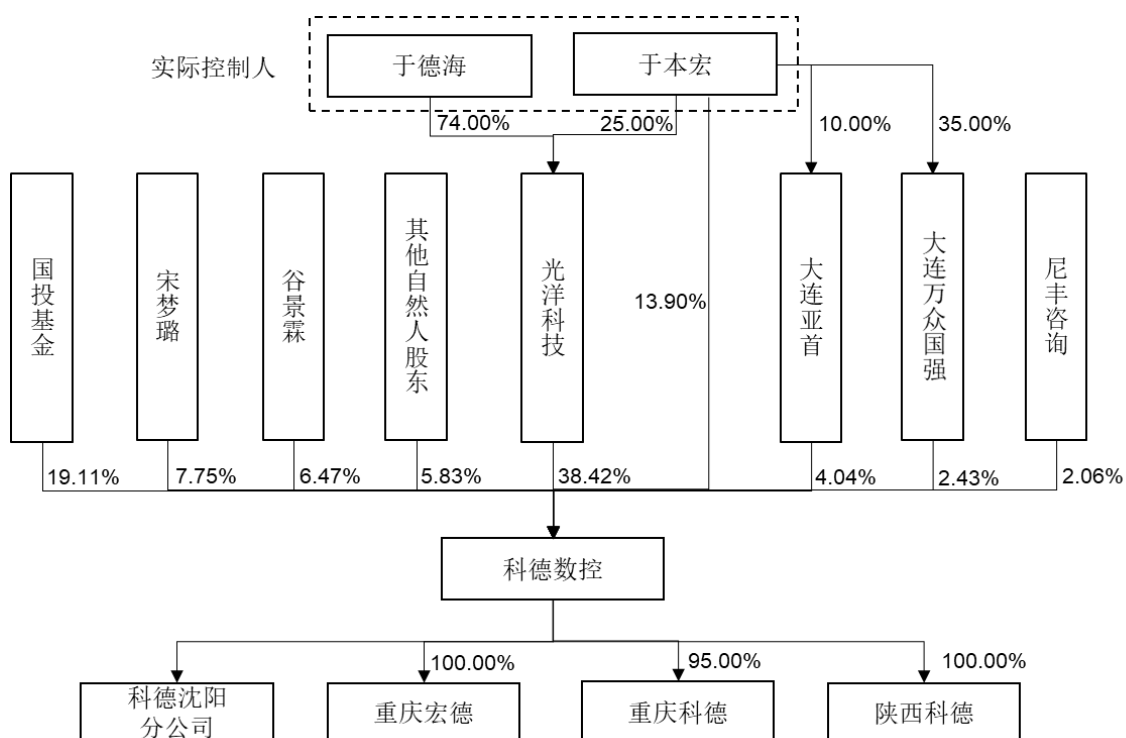 实际控制人
于德海
于本宏
74.00%
25.00%
10.00%
35.00%
国投基金
宋梦璐
谷景霖
其他自然人股东
光洋科技
13.90%
大连亚首
大连万众国强
尼丰咨询
19.11%
7.75%
6.47%
5.83%
38.42%
4.04%
2.43%
2.06%
科德数控
100.00%
95.00%
100.00%
科德沈阳
分公司
重庆宏德
重庆科德
陕西科德